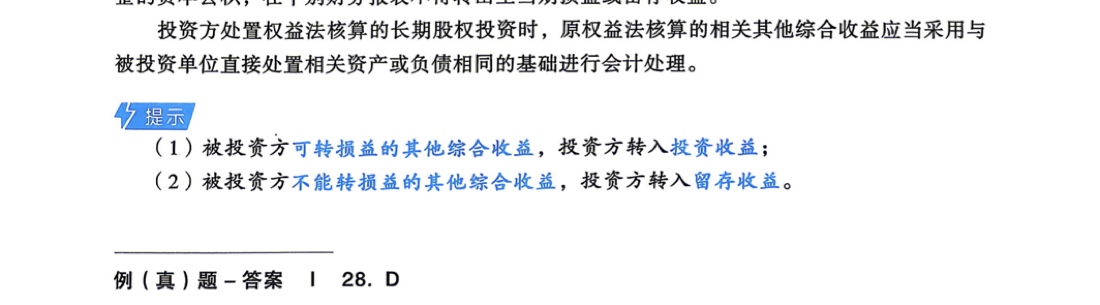 投资方处置权益法核算的长期股权投资时，原权益法核算的相关其他综合收益应当采用与
被投资单位直接处置相关资产或负债相同的基础进行会计处理。
提示
（1）被投资方可转损益的其他综合收益，投资方转入投资收益；
（2）被投资方不能转损益的其他综合收益，投资方转入留存收益。
例（真）题－答案 | 28. D